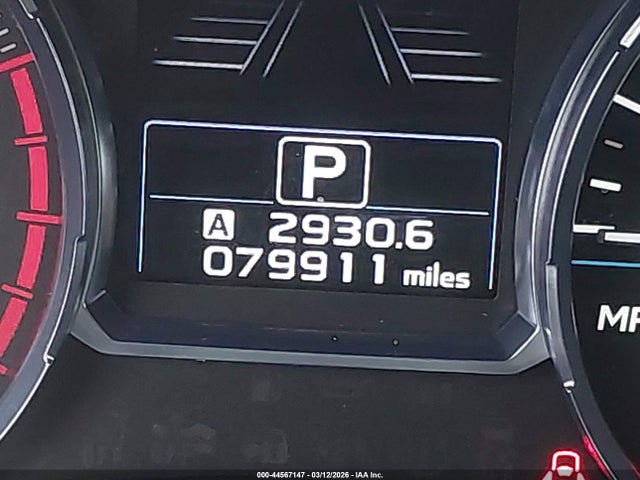 P
A 2930.6
079911 miles
MP
000-44567147 - 03/12/2026 - IAA Inc.